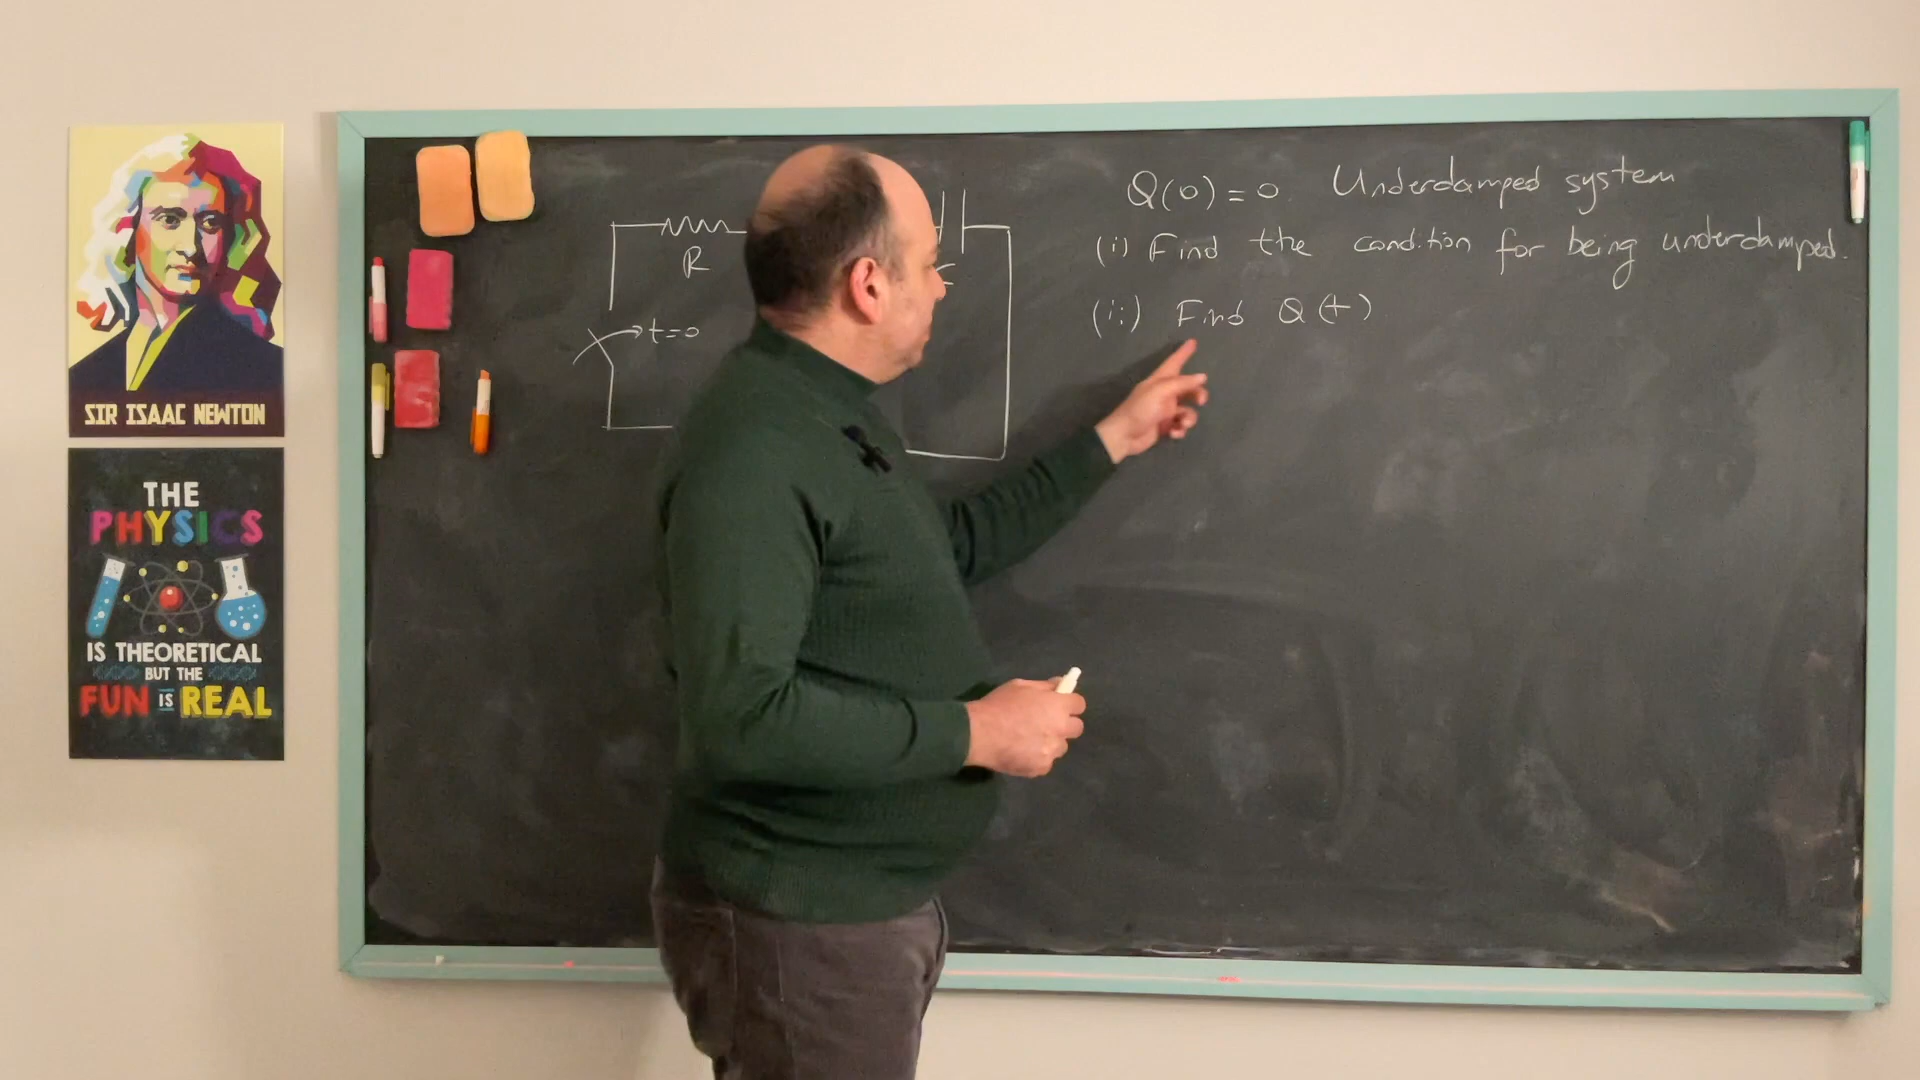 SIR ISAAC NEWTON
THE
PHYSICS
IS THEORETICAL
BUT THE
FUN IS REAL
R
t=0
Q(0) = 0. Underdamped system
(i) Find the condition for being underdamped.
(ii) Find Q(t)